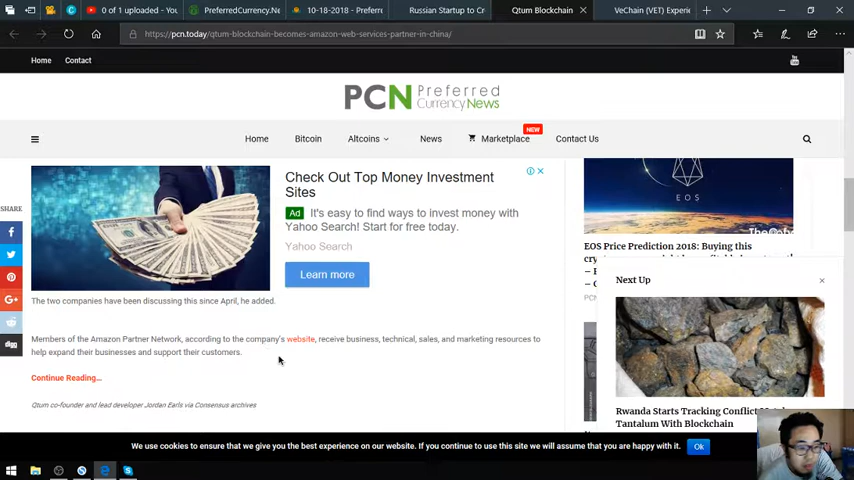 0 of 1 uploaded - You
PreferredCurrency.Ne
10-18-2018 - Preferre
Russian Startup to Cr
Qtum Blockchain
VeChain (VET) Experie
https://pcn.today/qtum-blockchain-becomes-amazon-web-services-partner-in-china/
Home Contact
PCN Preferred
CurrencyNews
Home Bitcoin Altcoins News Marketplace NEW Contact Us
SHARE
Check Out Top Money Investment
Sites
Ad It's easy to find ways to invest money with
Yahoo Search! Start for free today.
Yahoo Search
Learn more
The two companies have been discussing this since April, he added.
Members of the Amazon Partner Network, according to the company's website, receive business, technical, sales, and marketing resources to
help expand their businesses and support their customers.
Continue Reading...
Qtum co-founder and lead developer Jordan Earls via Consensus archives
EOS
EOS Price Prediction 2018: Buying this
Next Up
Rwanda Starts Tracking Conflict
Tantalum With Blockchain
We use cookies to ensure that we give you the best experience on our website. If you continue to use this site we will assume that you are happy with it.
Ok
digg